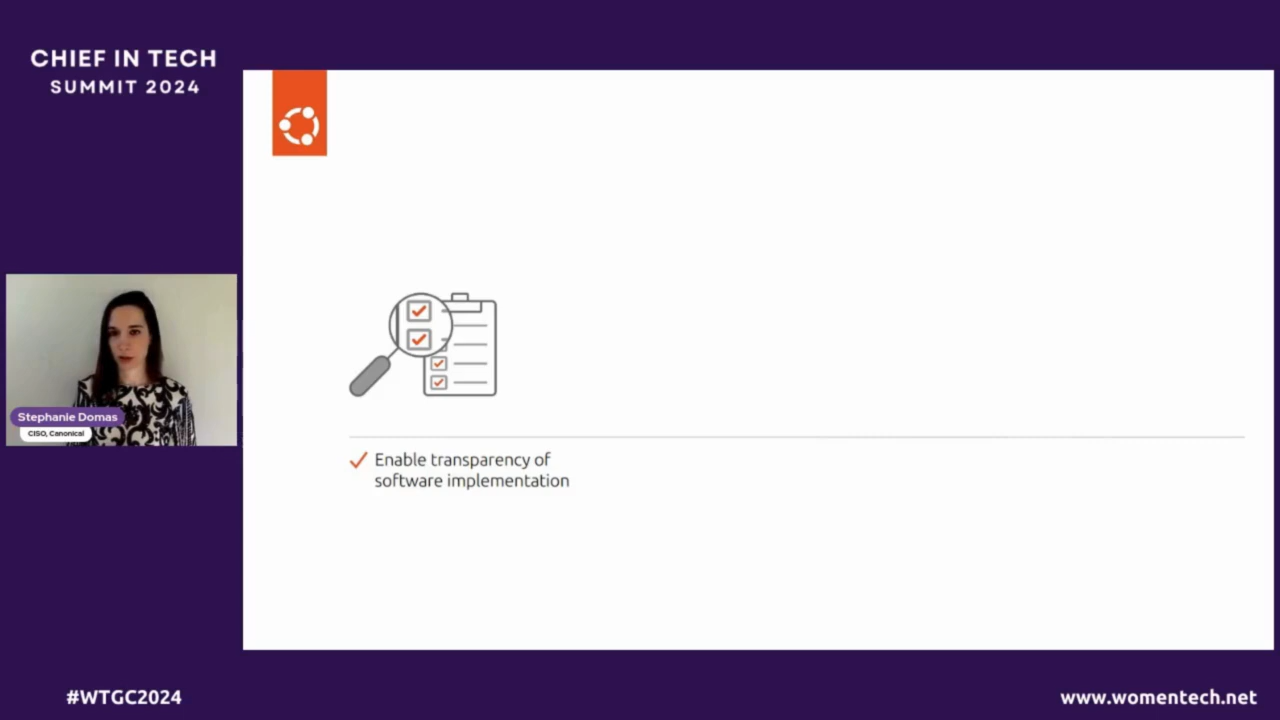 CHIEF IN TECH
SUMMIT 2024
Stephanie Domas
CISO, Canonical
Enable transparency of
software implementation
#WTGC2024
www.womentech.net